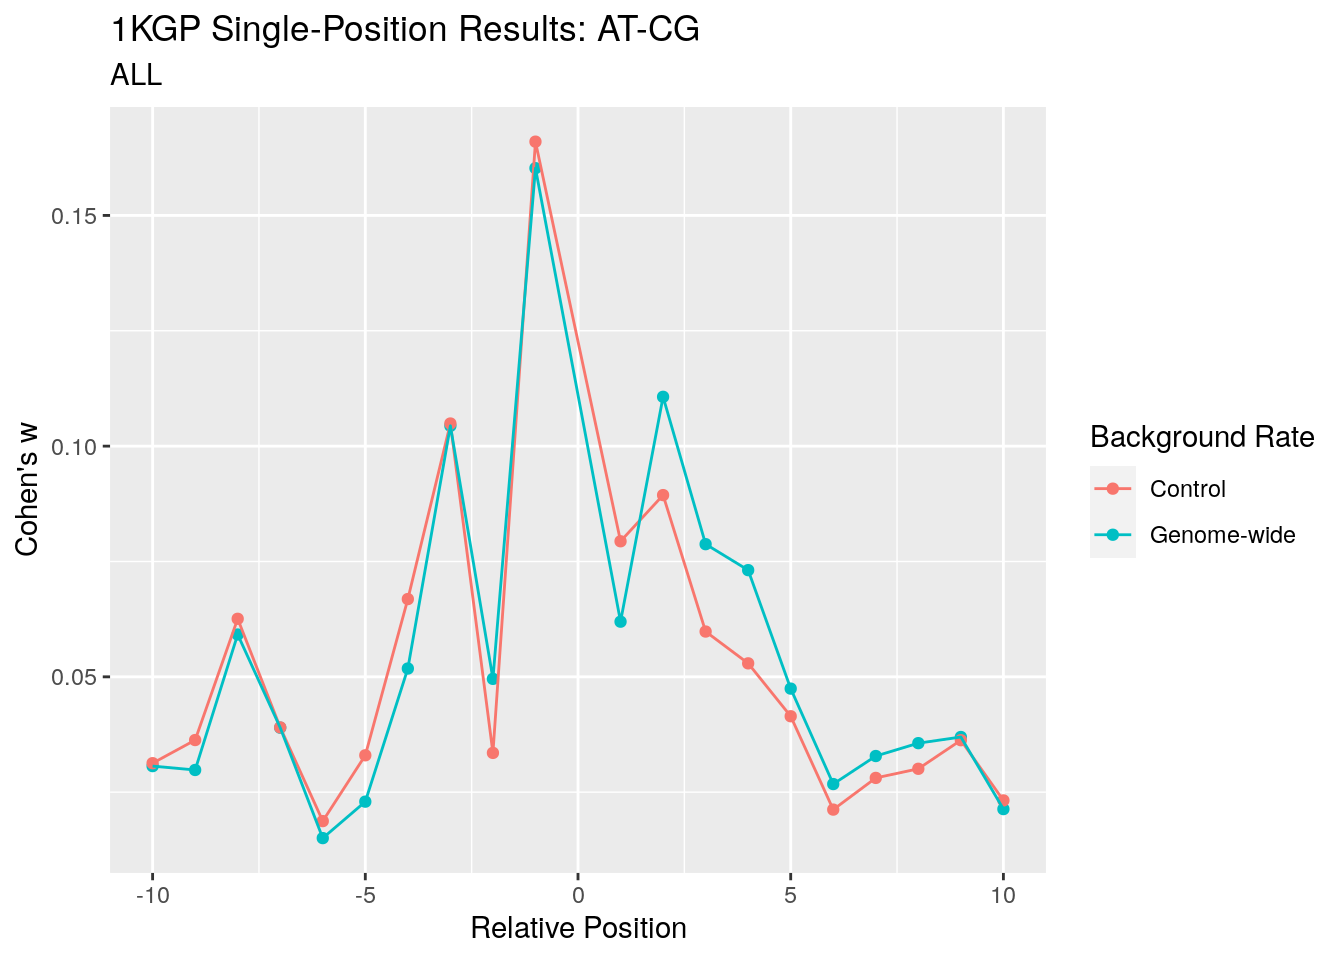 1KGP Single-Position Results: AT-CG
ALL
Cohen's w
0.15
0.10
0.05
-10
-5
0
5
10
Relative Position
Background Rate
Control
Genome-wide